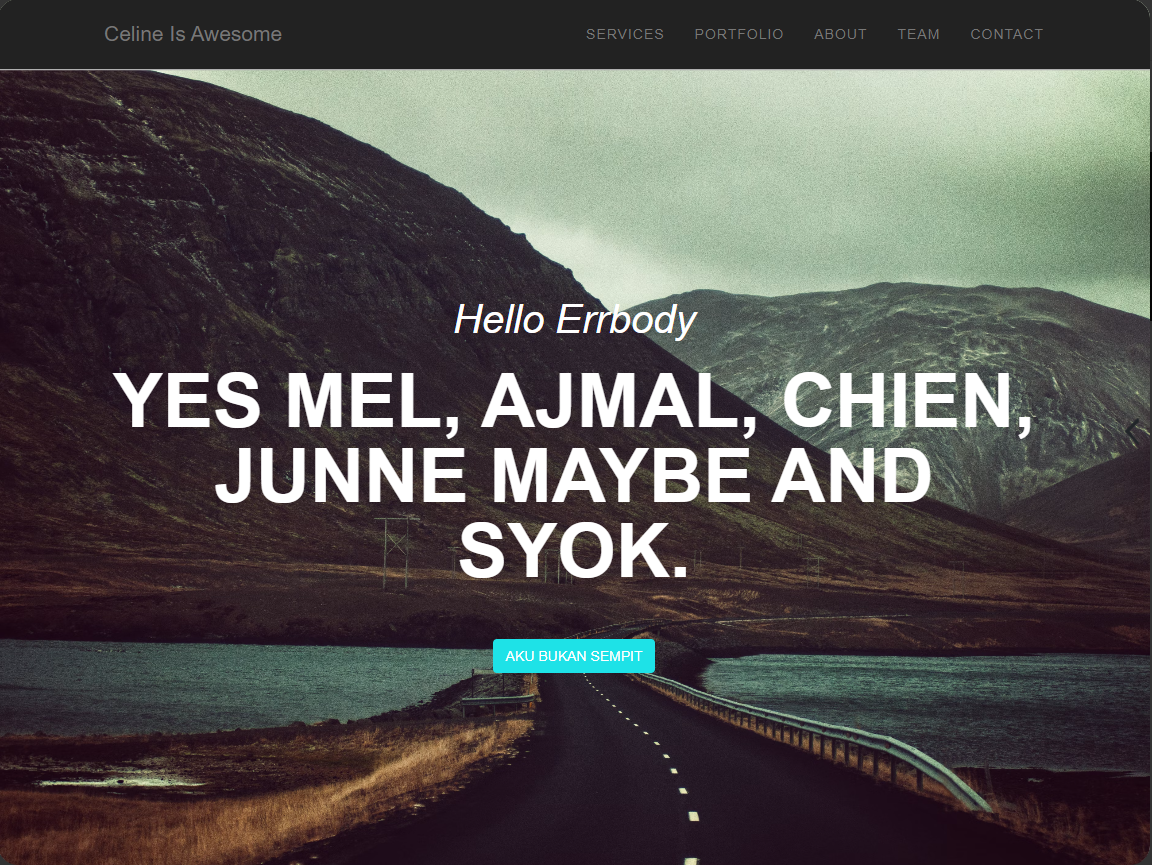 Celine Is Awesome
SERVICES PORTFOLIO ABOUT TEAM CONTACT
Hello Errbody
YES MEL, AJMAL, CHIEN,
JUNNE MAYBE AND
SYOK.
AKU BUKAN SEMPIT